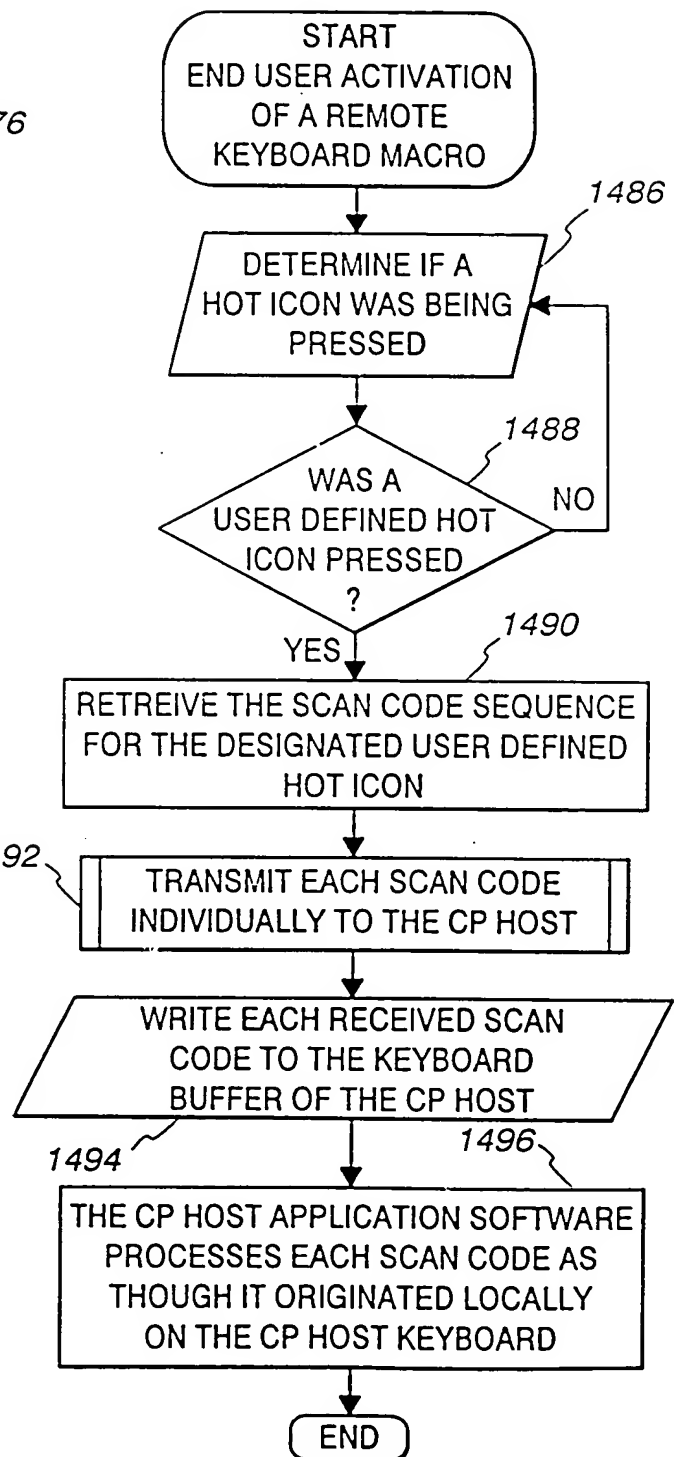 START
END USER ACTIVATION
OF A REMOTE
KEYBOARD MACRO
76
1486
DETERMINE IF A
HOT ICON WAS BEING
PRESSED
1488
WAS A
USER DEFINED HOT
ICON PRESSED
?
NO
YES
1490
RETREIVE THE SCAN CODE SEQUENCE
FOR THE DESIGNATED USER DEFINED
HOT ICON
92
TRANSMIT EACH SCAN CODE
INDIVIDUALLY TO THE CP HOST
WRITE EACH RECEIVED SCAN
CODE TO THE KEYBOARD
BUFFER OF THE CP HOST
1494
1496
THE CP HOST APPLICATION SOFTWARE
PROCESSES EACH SCAN CODE AS
THOUGH IT ORIGINATED LOCALLY
ON THE CP HOST KEYBOARD
END